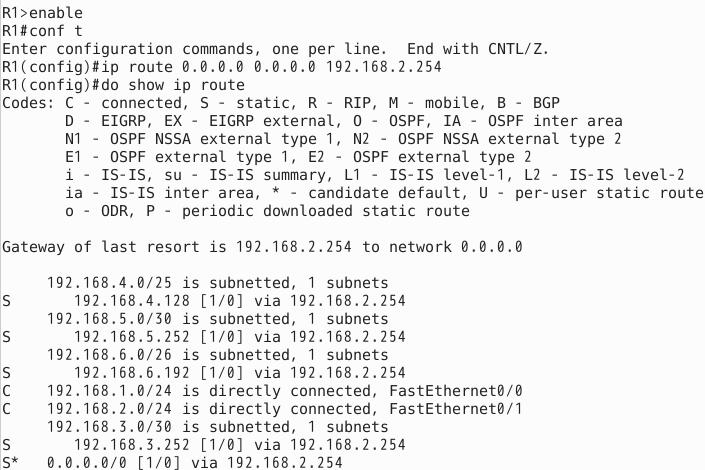 R1>enable
R1#conf t
Enter configuration commands, one per line.  End with CNTL/Z.
R1(config)#ip route 0.0.0.0 0.0.0.0 192.168.2.254
R1(config)#do show ip route
Codes: C - connected, S - static, R - RIP, M - mobile, B - BGP
       D - EIGRP, EX - EIGRP external, O - OSPF, IA - OSPF inter area
       N1 - OSPF NSSA external type 1, N2 - OSPF NSSA external type 2
       E1 - OSPF external type 1, E2 - OSPF external type 2
       i - IS-IS, su - IS-IS summary, L1 - IS-IS level-1, L2 - IS-IS level-2
       ia - IS-IS inter area, * - candidate default, U - per-user static route
       o - ODR, P - periodic downloaded static route

Gateway of last resort is 192.168.2.254 to network 0.0.0.0

     192.168.4.0/25 is subnetted, 1 subnets
S       192.168.4.128 [1/0] via 192.168.2.254
     192.168.5.0/30 is subnetted, 1 subnets
S       192.168.5.252 [1/0] via 192.168.2.254
     192.168.6.0/26 is subnetted, 1 subnets
S       192.168.6.192 [1/0] via 192.168.2.254
C    192.168.1.0/24 is directly connected, FastEthernet0/0
C    192.168.2.0/24 is directly connected, FastEthernet0/1
     192.168.3.0/30 is subnetted, 1 subnets
S       192.168.3.252 [1/0] via 192.168.2.254
S*   0.0.0.0/0 [1/0] via 192.168.2.254